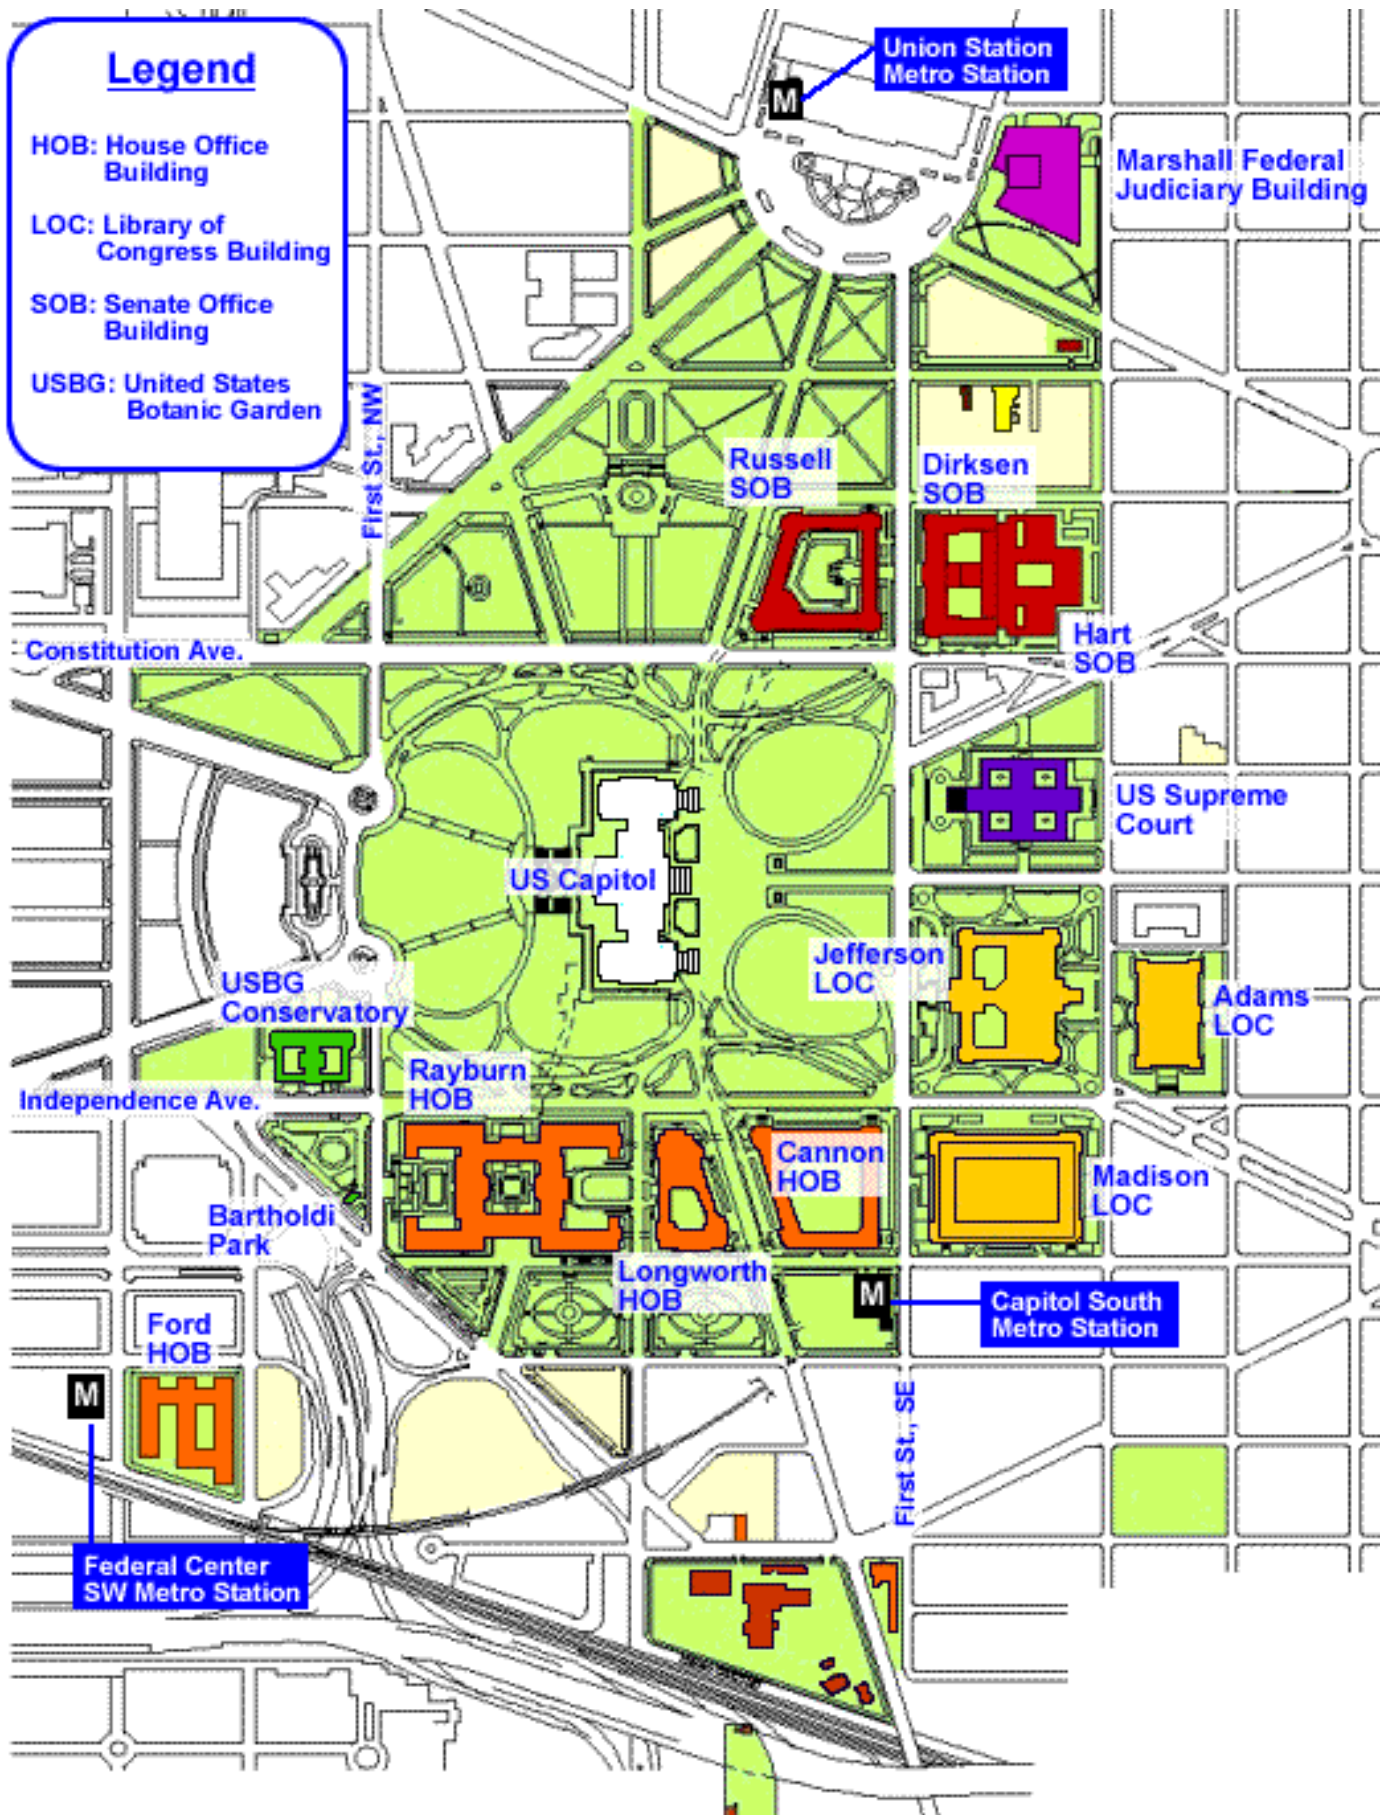 Legend
HOB: House Office
Building
LOC: Library of
Congress Building
SOB: Senate Office
Building
USBG: United States
Botanic Garden
Union Station
Metro Station
M
Marshall Federal
Judiciary Building
First St., NW
Russell
SOB
Dirksen
SOB
Constitution Ave.
Hart
SOB
US Supreme
Court
US Capitol
Jefferson
LOC
Adams
LOC
USBG
Conservatory
Rayburn
HOB
Independence Ave.
Cannon
HOB
Madison
LOC
Bartholdi
Park
Longworth
HOB
M
Capitol South
Metro Station
Ford
HOB
M
First St., SE
Federal Center
SW Metro Station